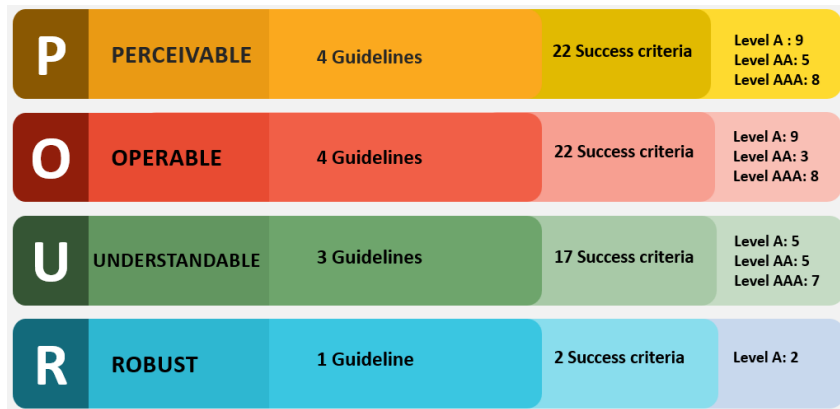 P PERCEIVABLE 4 Guidelines 22 Success criteria
Level A : 9
Level AA: 5
Level AAA: 8
O OPERABLE 4 Guidelines 22 Success criteria
Level A: 9
Level AA: 3
Level AAA: 8
U UNDERSTANDABLE 3 Guidelines 17 Success criteria
Level A: 5
Level AA: 5
Level AAA: 7
R ROBUST 1 Guideline 2 Success criteria
Level A: 2